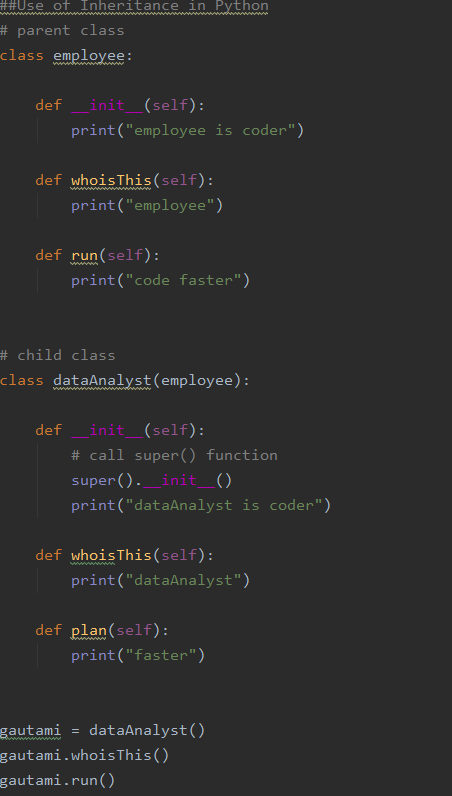 ##Use of Inheritance in Python
# parent class
class employee:
    def __init__(self):
        print("employee is coder")
    def whoisThis(self):
        print("employee")
    def run(self):
        print("code faster")
# child class
class dataAnalyst(employee):
    def __init__(self):
        # call super() function
        super().__init__()
        print("dataAnalyst is coder")
    def whoisThis(self):
        print("dataAnalyst")
    def plan(self):
        print("faster")
gautami = dataAnalyst()
gautami.whoisThis()
gautami.run()